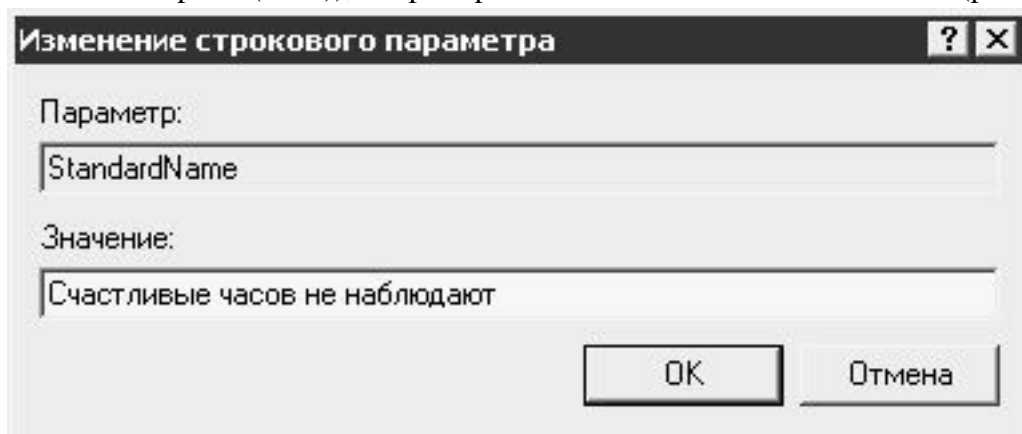 Изменение строкового параметра
Параметр:
StandardName
Значение:
Счастливые часов не наблюдают
OK Отмена